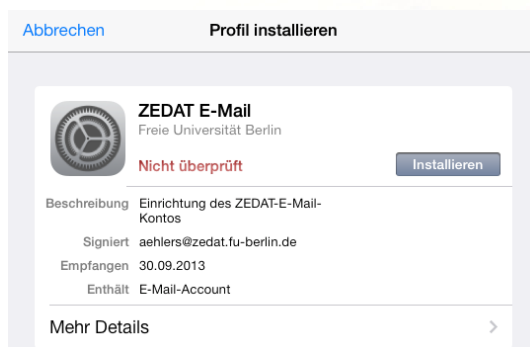 Abbrechen Profil installieren
ZEDAT E-Mail
Freie Universität Berlin
Nicht überprüft Installieren
Beschreibung Einrichtung des ZEDAT-E-Mail-
Kontos
Signiert aehlers@zedat.fu-berlin.de
Empfangen 30.09.2013
Enthält E-Mail-Account
Mehr Details